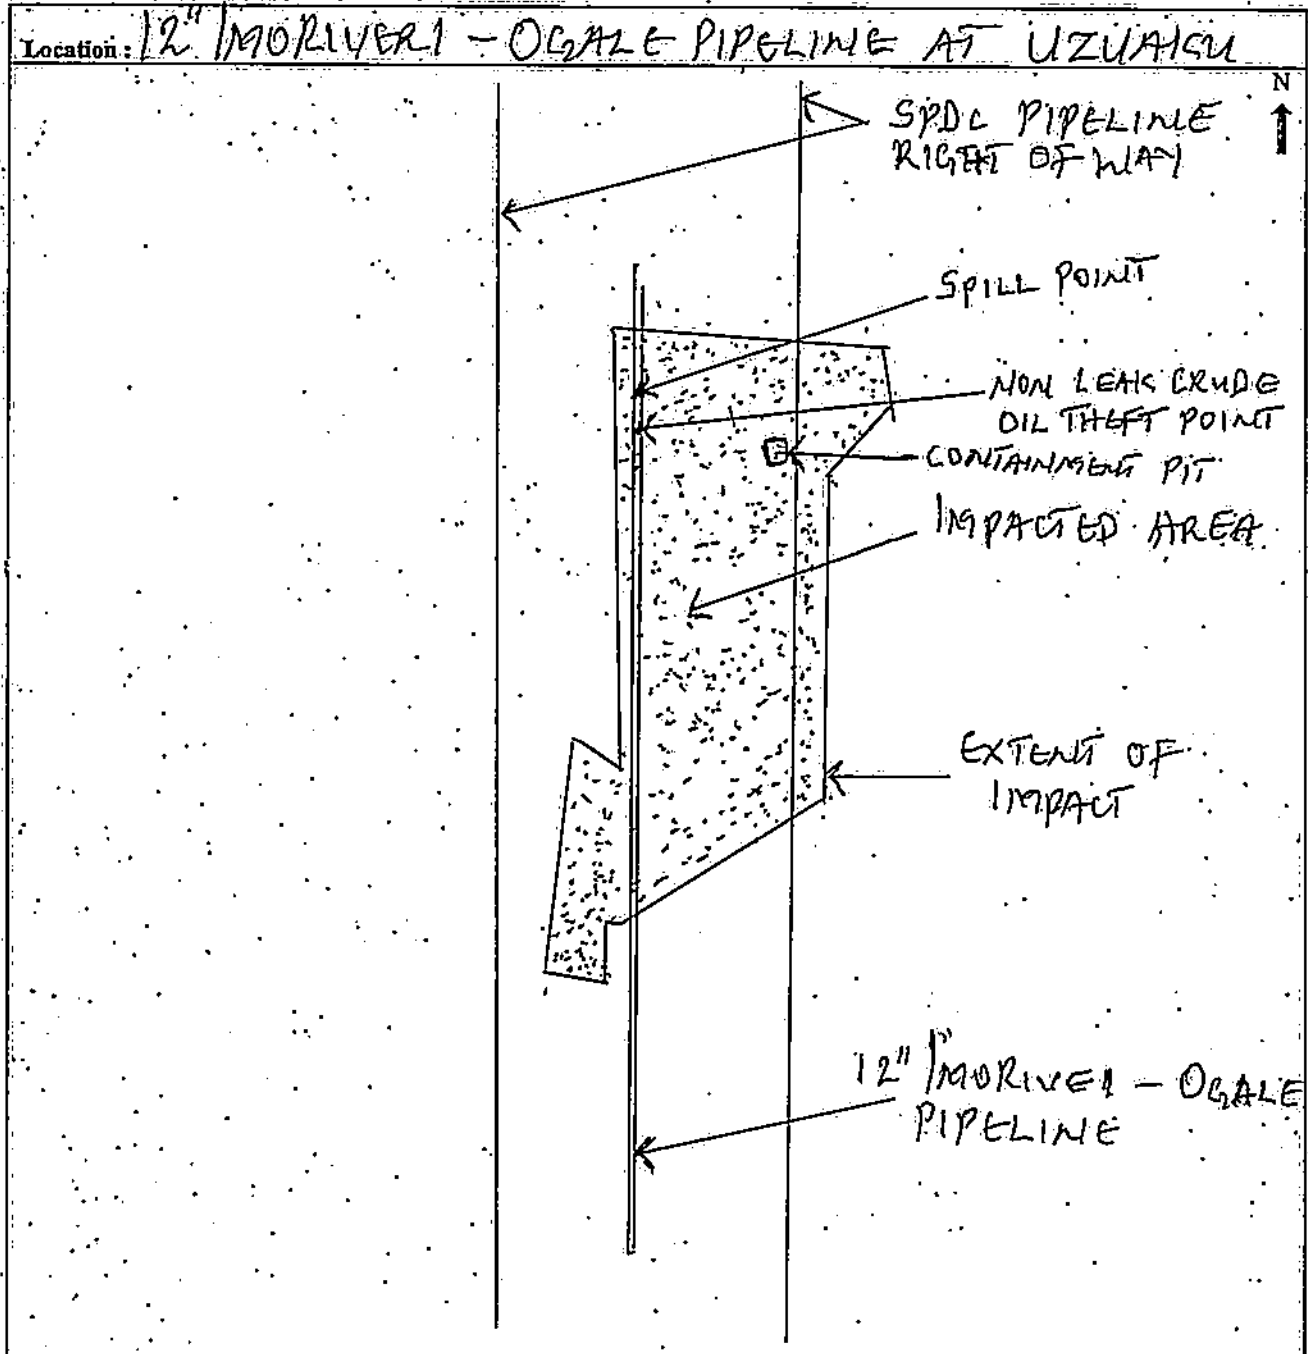 Location: 12" IMORIVER1 - OGALE PIPELINE AT UZUAKU
N
SPDC PIPELINE
RIGHT OF WAY
SPILL POINT
NON LEAK CRUDE
OIL THEFT POINT
CONTAINMENT PIT
IMPACTED AREA
EXTENT OF
IMPACT
12" IMORIVER1 - OGALE
PIPELINE